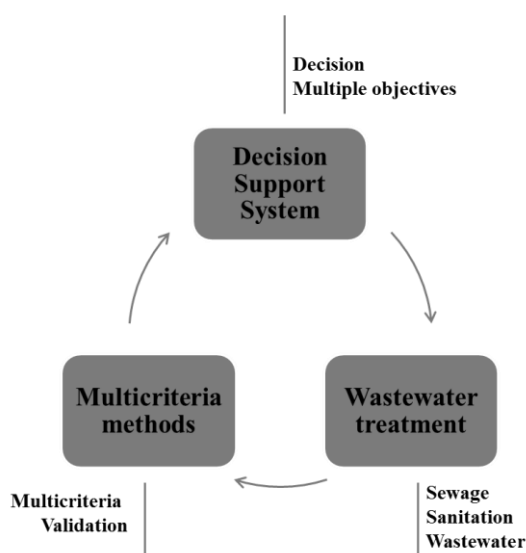 Decision
Multiple objectives
Decision
Support
System
Multicriteria
methods
Wastewater
treatment
Multicriteria
Validation
Sewage
Sanitation
Wastewater